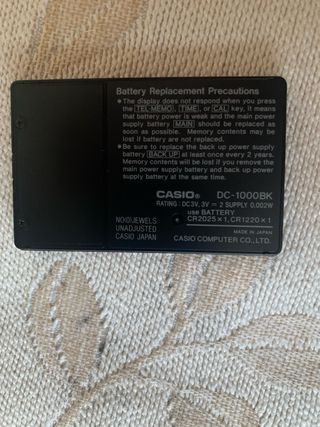 Battery Replacement Precautions
●The display does not respond when you press
the TEL·MEMO, TIME, or CAL key, it means
that battery power is weak and the main power
supply battery MAIN should be replaced as
soon as possible. Memory contents may be
lost if battery are not replaced.
●Be sure to replace the back up power supply
battery BACK UP at least once every 2 years.
Memory contents will be lost if you remove the
main power supply battery and back up power
supply battery at the same time.
CASIO® DC-1000BK
RATING: DC3V, 3V = 2 SUPPLY 0.002W
use BATTERY
CR2025×1, CR1220×1
NO(0)JEWELS
UNADJUSTED
CASIO JAPAN
MADE IN JAPAN
CASIO COMPUTER CO., LTD.